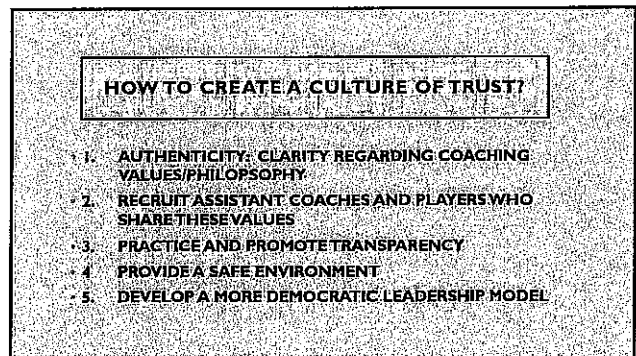 HOW TO CREATE A CULTURE OF TRUST?
• 1. AUTHENTICITY: CLARITY REGARDING COACHING
VALUES/PHILOPSOPHY
• 2. RECRUIT ASSISTANT COACHES AND PLAYERS WHO
SHARE THESE VALUES
• 3. PRACTICE AND PROMOTE TRANSPARENCY
• 4 PROVIDE A SAFE ENVIRONMENT
• 5. DEVELOP A MORE DEMOCRATIC LEADERSHIP MODEL